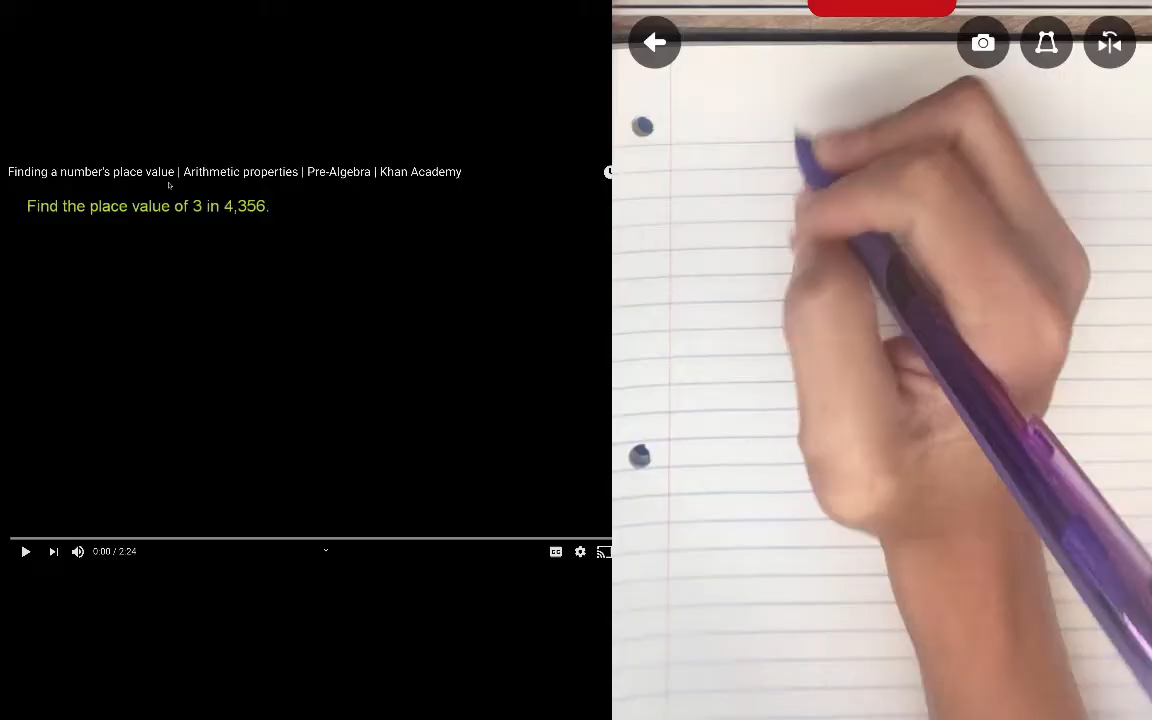 Finding a number's place value | Arithmetic properties | Pre-Algebra | Khan Academy
Find the place value of 3 in 4,356.
0:00 / 2:24
CC